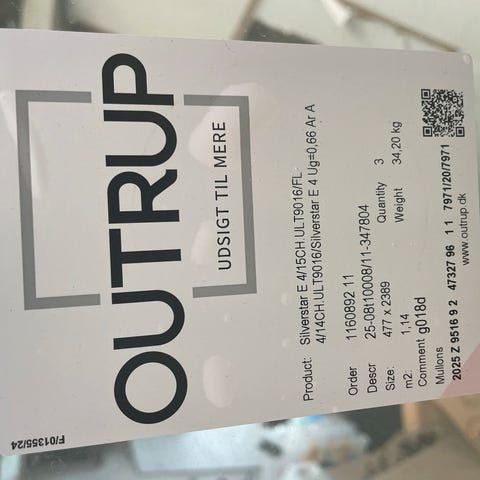 F/01355/24
OUTRUP
UDSIGT TIL MERE
Product: Silverstar E 4/15CH.ULT9016/FL-
4/14CH.ULT9016/Silverstar E 4 Ug=0,66 Ar A
Order 1160892 11
Descr 25-08t10008/11-347804
Size: 477 x 2389 Quantity 3
m2: 1,14 Weight 34,20 kg
Comment g018d
Mullons
2025 Z 9516 9 2 47327 96 1 1 7971/20/7971
www.outrup.dk